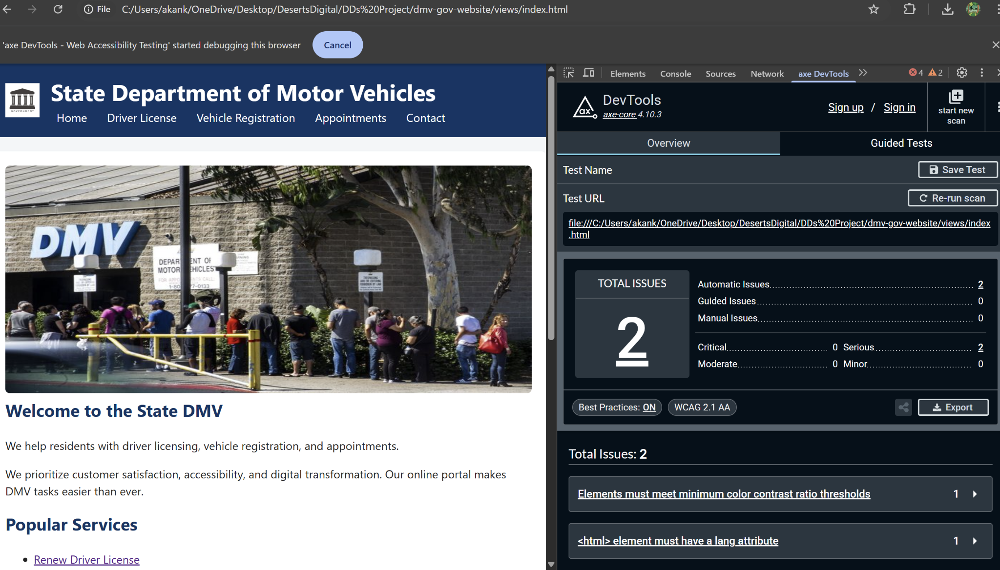 File C:/Users/akank/OneDrive/Desktop/DesertsDigital/DDs%20Project/dmv-gov-website/views/index.html
'axe DevTools - Web Accessibility Testing' started debugging this browser Cancel
GOVERNMENT
State Department of Motor Vehicles
Home Driver License Vehicle Registration Appointments Contact
DMV
DEPARTMENT OF
MOTOR VEHICLES
Welcome to the State DMV
We help residents with driver licensing, vehicle registration, and appointments.
We prioritize customer satisfaction, accessibility, and digital transformation. Our online portal makes
DMV tasks easier than ever.
Popular Services
• Renew Driver License
Elements Console Sources Network axe DevTools 4 2
ax DevTools
axe-core 4.10.3
Sign up / Sign in
start new
scan
Overview Guided Tests
Test Name Save Test
Test URL Re-run scan
file:///C:/Users/akank/OneDrive/Desktop/DesertsDigital/DDs%20Project/dmv-gov-website/views/index
.html
TOTAL ISSUES
2
Automatic Issues 2
Guided Issues 0
Manual Issues 0
Critical 0 Serious 2
Moderate 0 Minor 0
Best Practices: ON WCAG 2.1 AA Export
Total Issues: 2
Elements must meet minimum color contrast ratio thresholds 1
<html> element must have a lang attribute 1